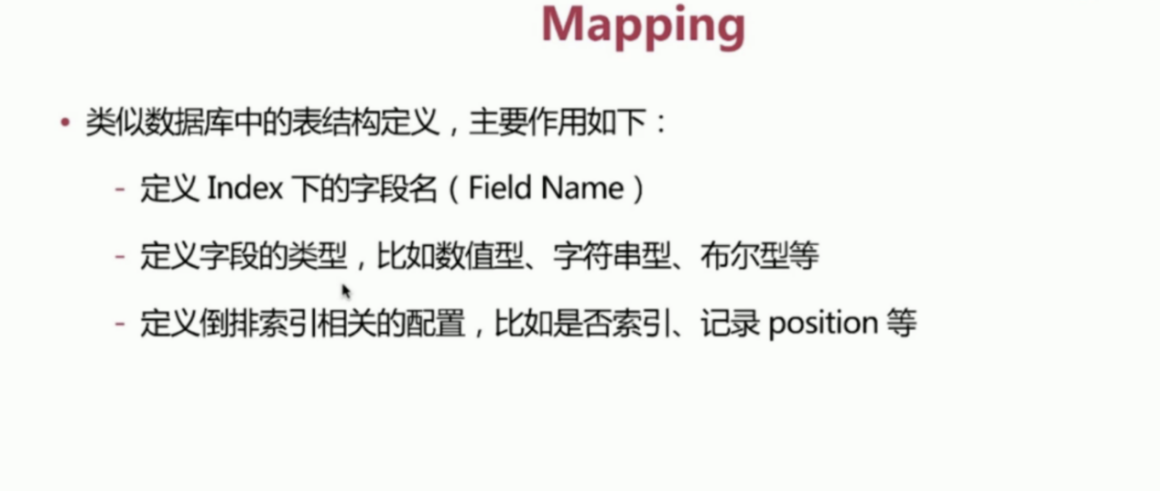 Mapping
• 类似数据库中的表结构定义，主要作用如下：
- 定义 Index 下的字段名（Field Name）
- 定义字段的类型，比如数值型、字符串型、布尔型等
- 定义倒排索引相关的配置，比如是否索引、记录 position 等